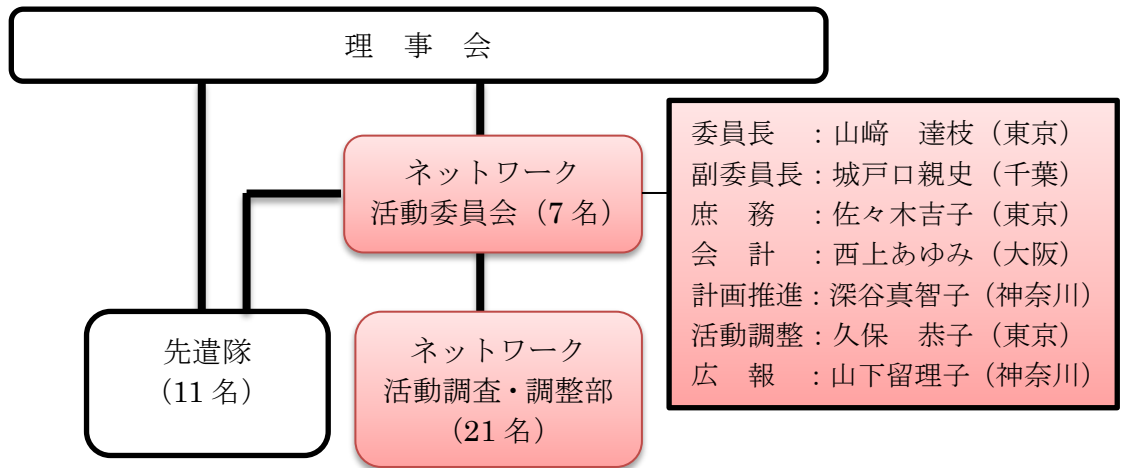 理 事 会
ネットワーク
活動委員会（7 名）
委員長 ：山﨑 達枝（東京）
副委員長：城戸口親史（千葉）
庶 務 ：佐々木吉子（東京）
会 計 ：西上あゆみ（大阪）
計画推進：深谷真智子（神奈川）
活動調整：久保 恭子（東京）
広 報 ：山下留理子（神奈川）
先遣隊
（11 名）
ネットワーク
活動調査・調整部
（21 名）